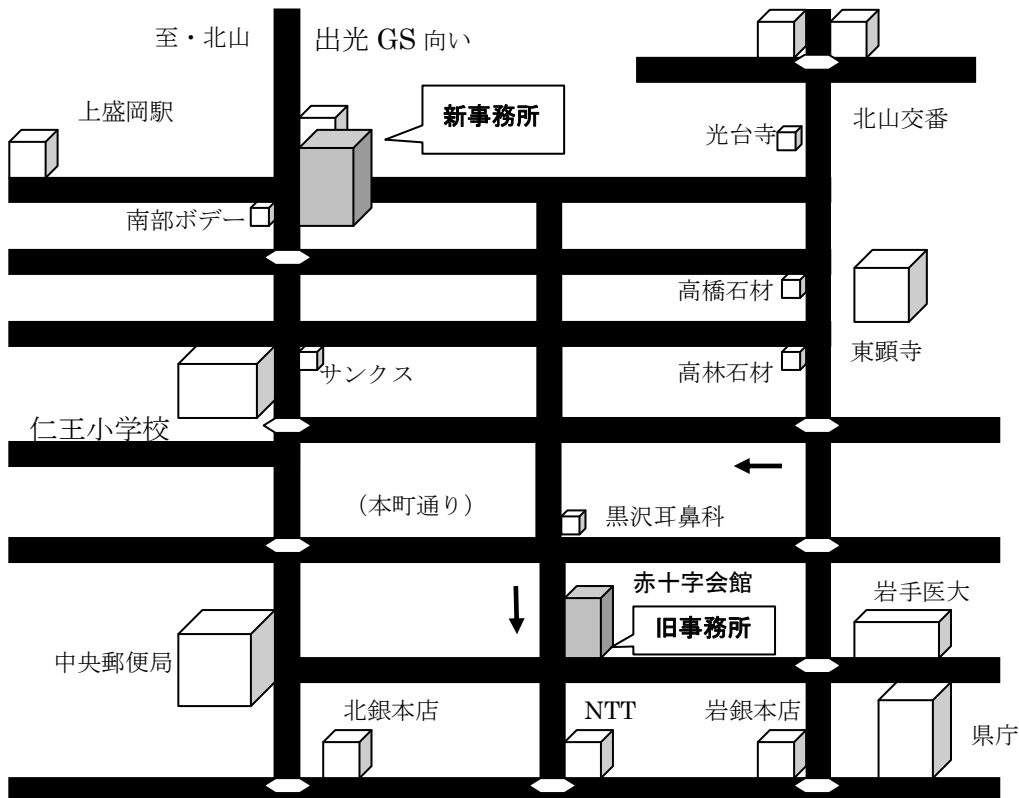 至・北山
出光 GS 向い
上盛岡駅
新事務所
光台寺
北山交番
南部ボデー
高橋石材
東顕寺
サンクス
高林石材
仁王小学校
（本町通り）
黒沢耳鼻科
赤十字会館
岩手医大
旧事務所
中央郵便局
北銀本店
NTT
岩銀本店
県庁